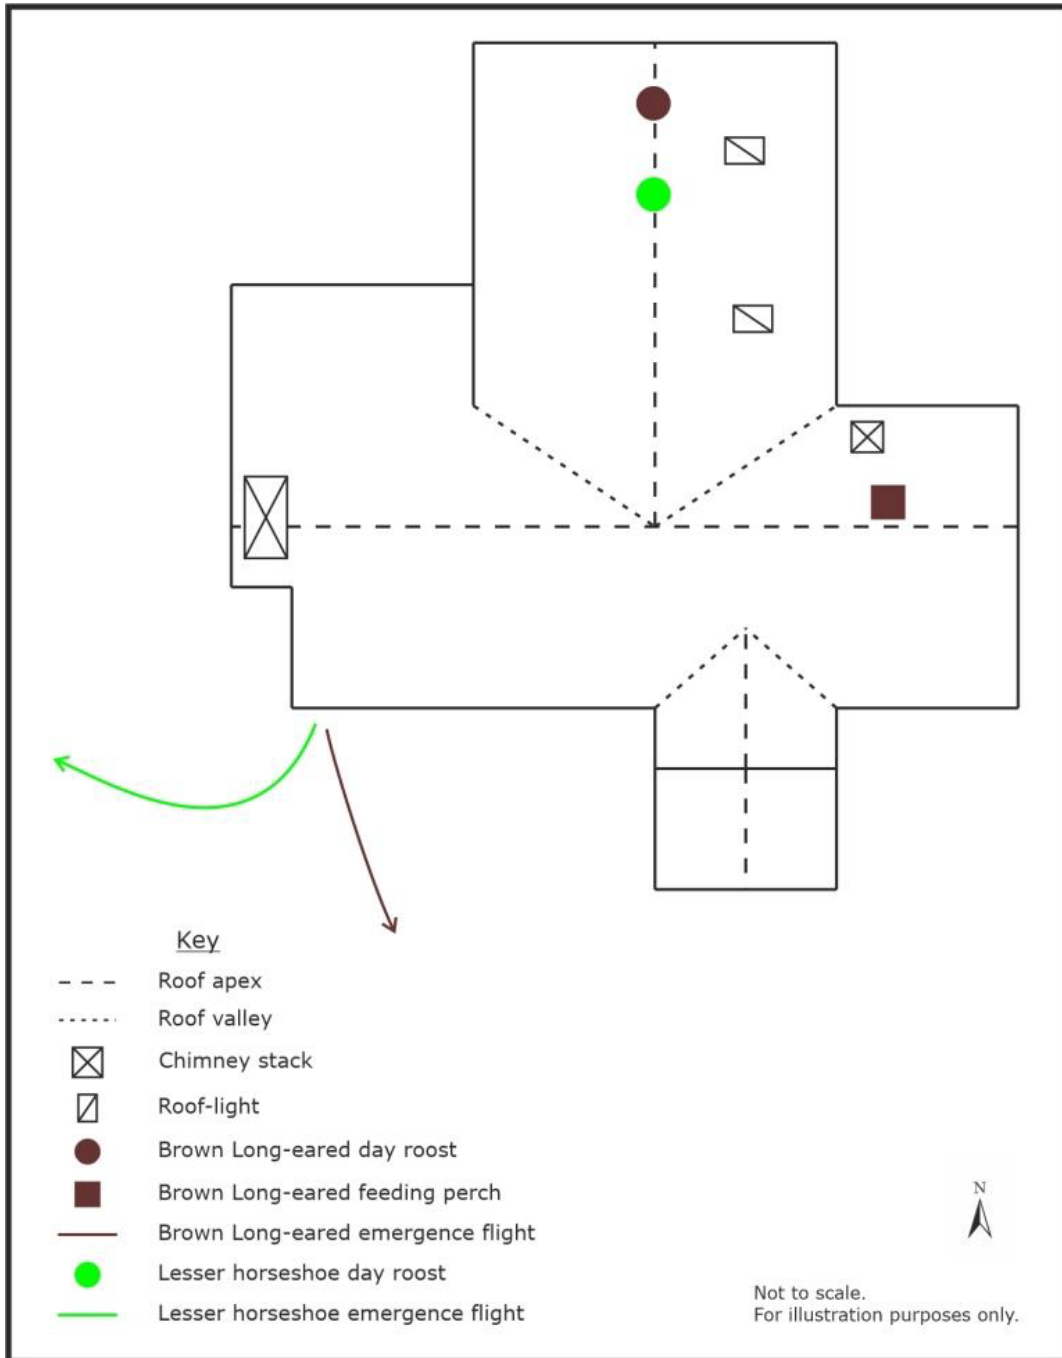 Key
Roof apex
Roof valley
Chimney stack
Roof-light
Brown Long-eared day roost
Brown Long-eared feeding perch
Brown Long-eared emergence flight
Lesser horseshoe day roost
Lesser horseshoe emergence flight
N
Not to scale.
For illustration purposes only.